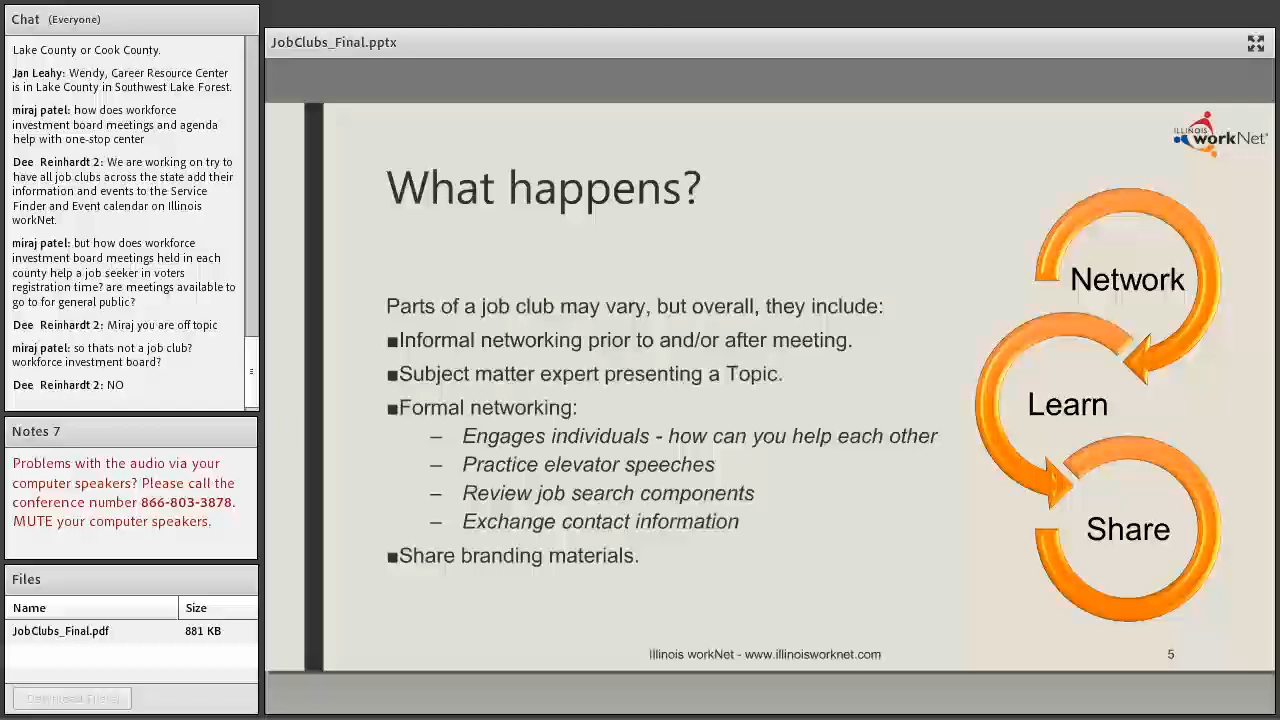 Chat (Everyone)
Lake County or Cook County.
Jan Leahy: Wendy, Career Resource Center
is in Lake County in Southwest Lake Forest.
miraj patel: how does workforce
investment board meetings and agenda
help with one-stop center
Dee Reinhardt 2: We are working on try to
have all job clubs across the state add their
information and events to the Service
Finder and Event calendar on Illinois
workNet.
miraj patel: but how does workforce
investment board meetings held in each
county help a job seeker in voters
registration time? are meetings available to
go to for general public?
Dee Reinhardt 2: Miraj you are off topic
miraj patel: so thats not a job club?
workforce investment board?
Dee Reinhardt 2: NO
Notes 7
Problems with the audio via your
computer speakers? Please call the
conference number 866-803-3878.
MUTE your computer speakers.
Files
Name Size
JobClubs_Final.pdf 881 KB
Download File(s)
JobClubs_Final.pptx
ILLINOIS
workNet®
What happens?
Parts of a job club may vary, but overall, they include:
■Informal networking prior to and/or after meeting.
■Subject matter expert presenting a Topic.
■Formal networking:
– Engages individuals - how can you help each other
– Practice elevator speeches
– Review job search components
– Exchange contact information
■Share branding materials.
Network
Learn
Share
Illinois workNet - www.illinoisworknet.com 5